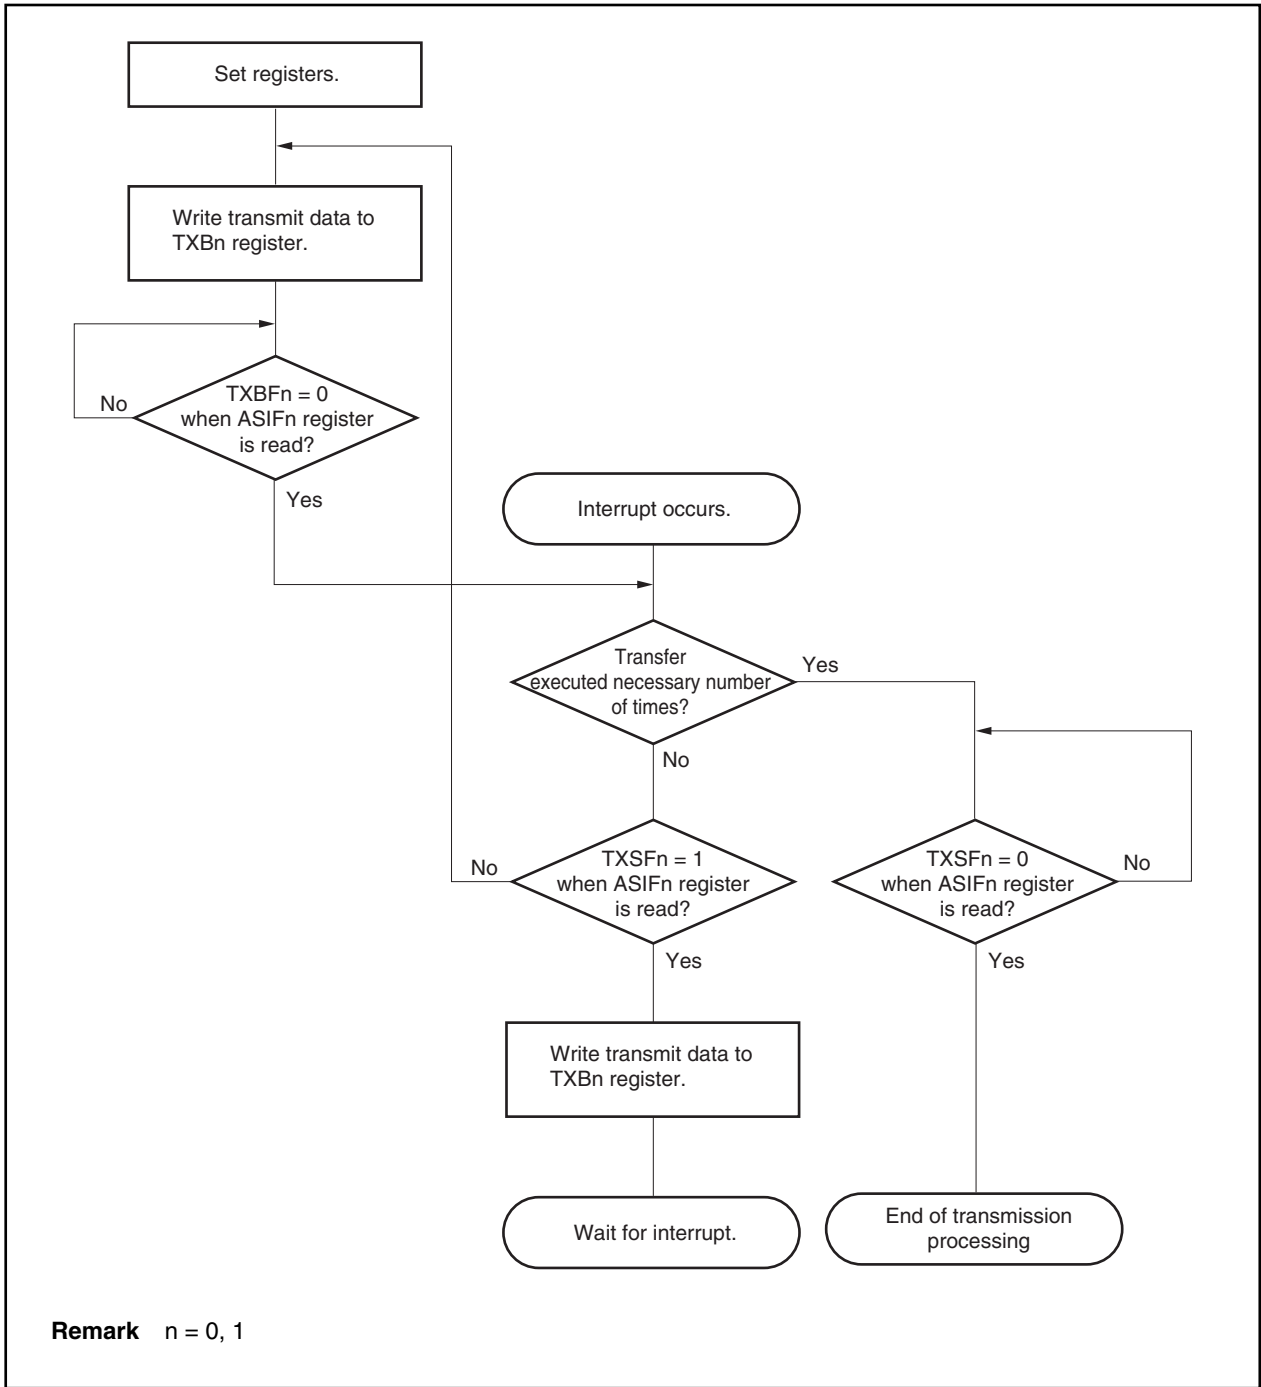 Set registers.
Write transmit data to
TXBn register.
TXBFn = 0
when ASIFn register
is read?
No
Yes
Interrupt occurs.
Transfer
executed necessary number
of times?
Yes
No
TXSFn = 1
when ASIFn register
is read?
No
Yes
TXSFn = 0
when ASIFn register
is read?
No
Yes
Write transmit data to
TXBn register.
Wait for interrupt.
End of transmission
processing
Remark n = 0, 1